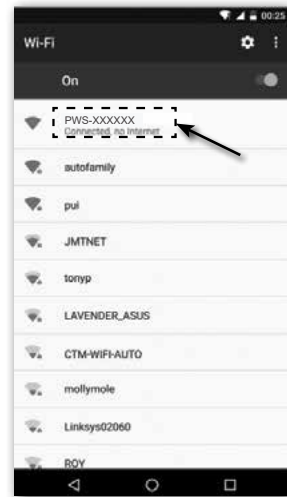 00:25
Wi-Fi
On
PWS-XXXXXX
Connected, no Internet
autofamily
pui
JMTNET
tonyp
LAVENDER_ASUS
CTM-WIFI-AUTO
mollymole
Linksys02060
ROY